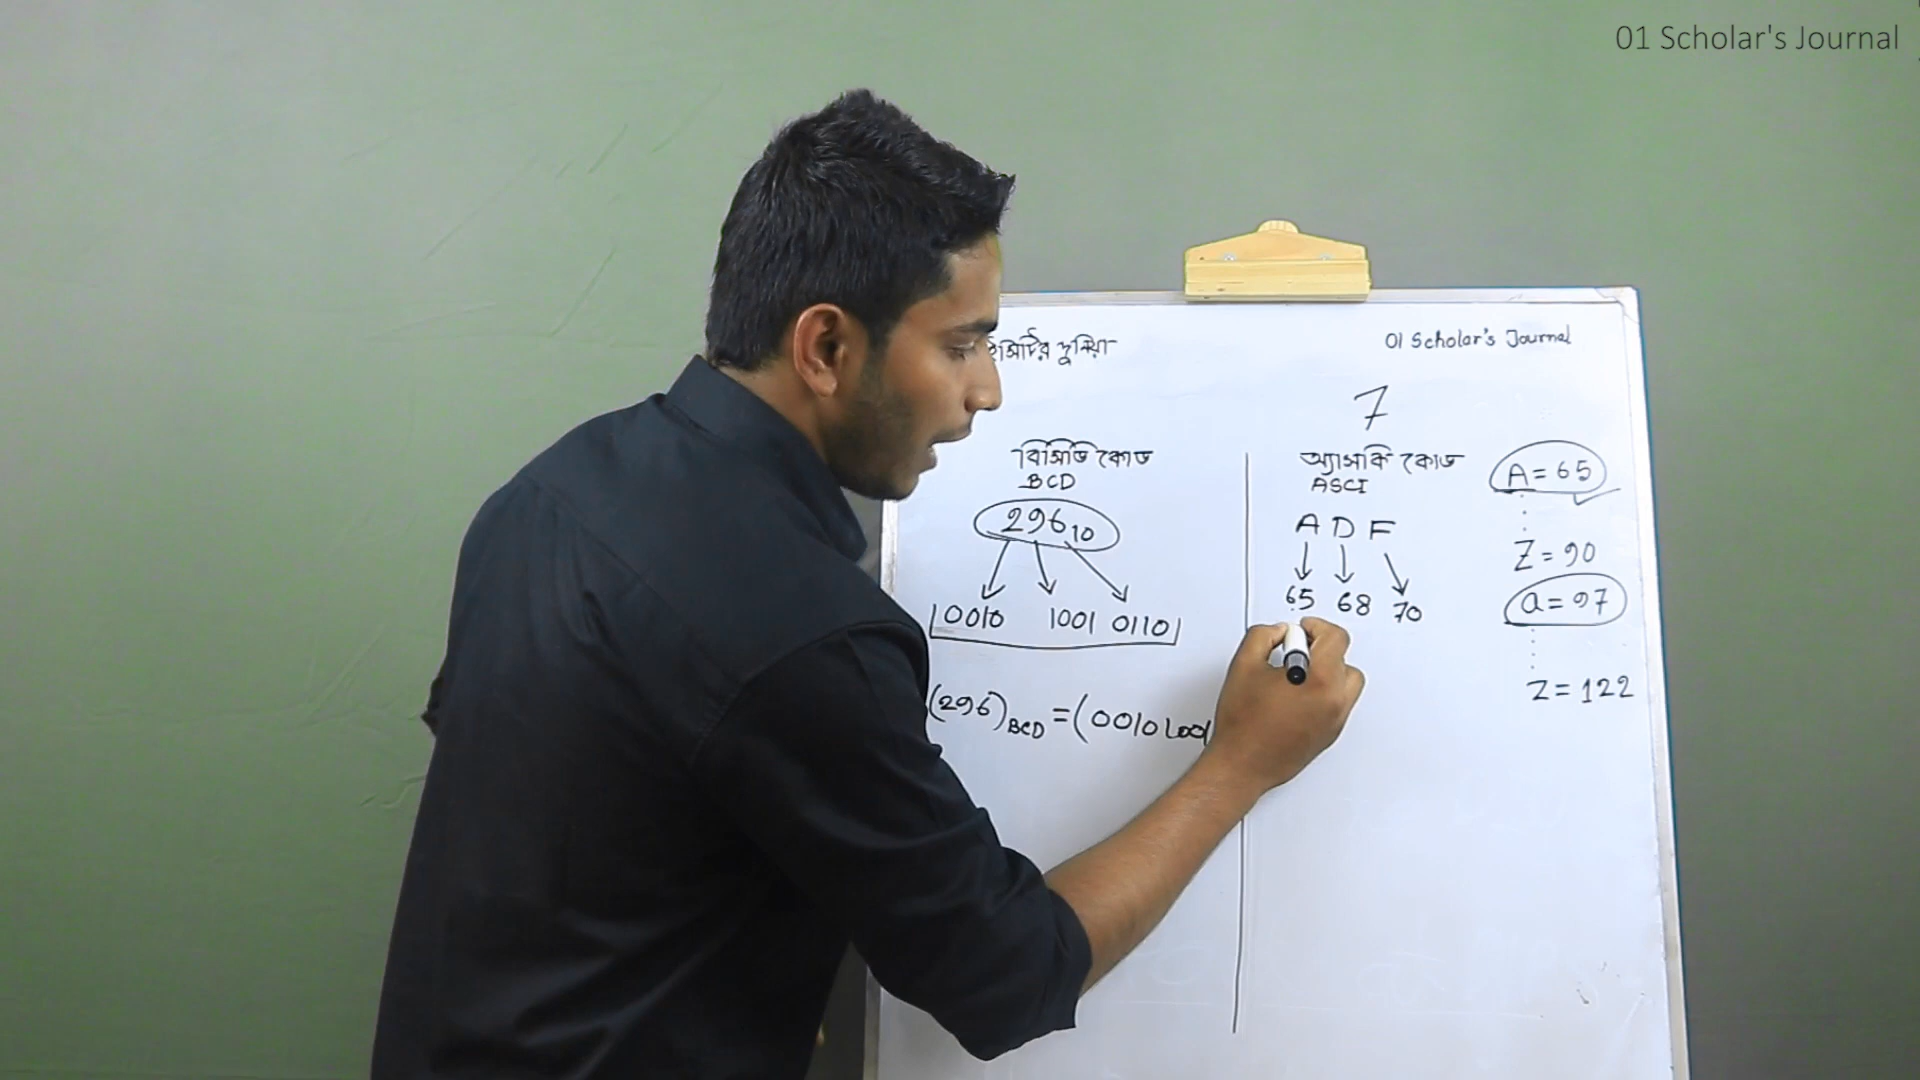 01 Scholar's Journal
আইসিটির দুনিয়া
01 Scholar's Journal
7
বিসিডি কোড
BCD
296₁₀
0010 1001 0110
(296)BCD = (0010 1001
অ্যাসকি কোড
ASCI
A D F
65 68 70
A = 65
Z = 90
a = 97
z = 122